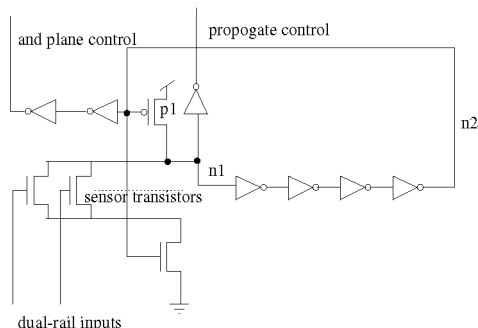 propogate control
and plane control
p1
n2
n1
sensor transistors
dual-rail inputs